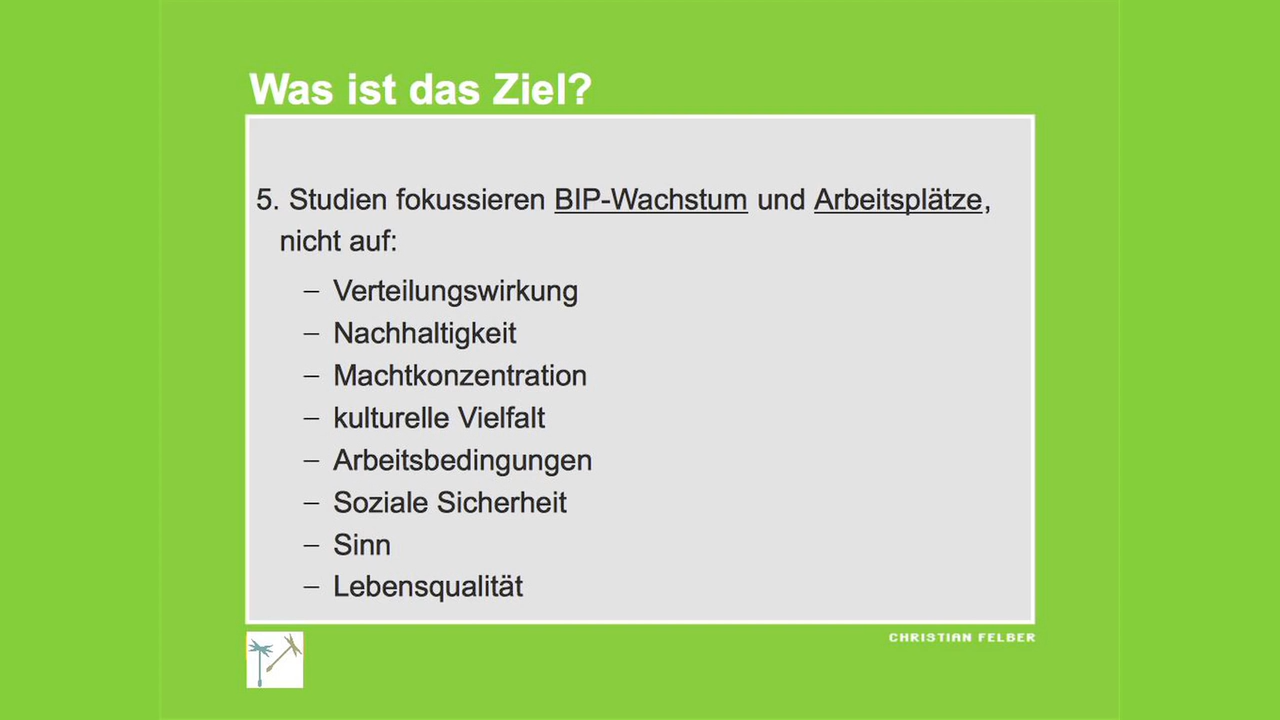 Was ist das Ziel?
5. Studien fokussieren BIP-Wachstum und Arbeitsplätze,
nicht auf:
– Verteilungswirkung
– Nachhaltigkeit
– Machtkonzentration
– kulturelle Vielfalt
– Arbeitsbedingungen
– Soziale Sicherheit
– Sinn
– Lebensqualität
CHRISTIAN FELBER